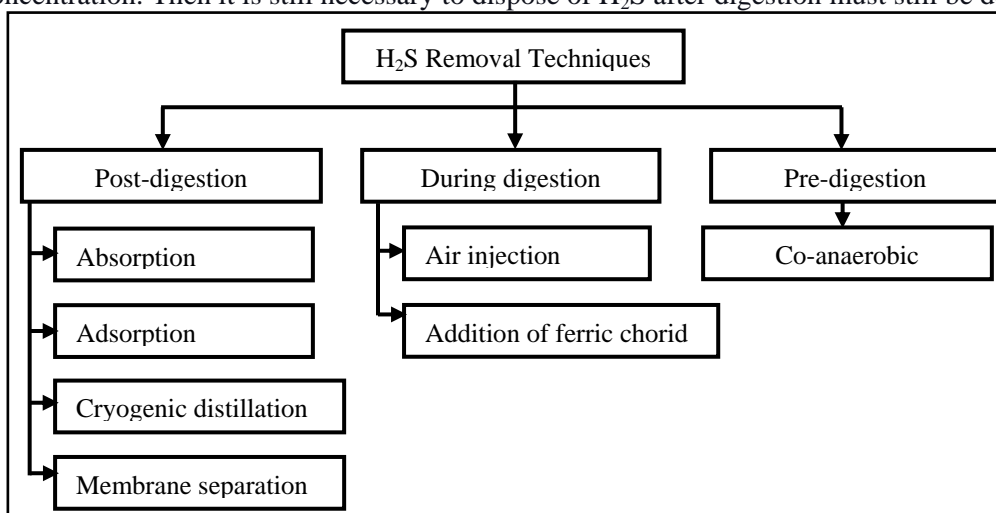 oncentration. Then it is still necessary to dispose of H₂S after digestion must still be d
H₂S Removal Techniques
Post-digestion
During digestion
Pre-digestion
Absorption
Air injection
Co-anaerobic
Adsorption
Addition of ferric chorid
Cryogenic distillation
Membrane separation